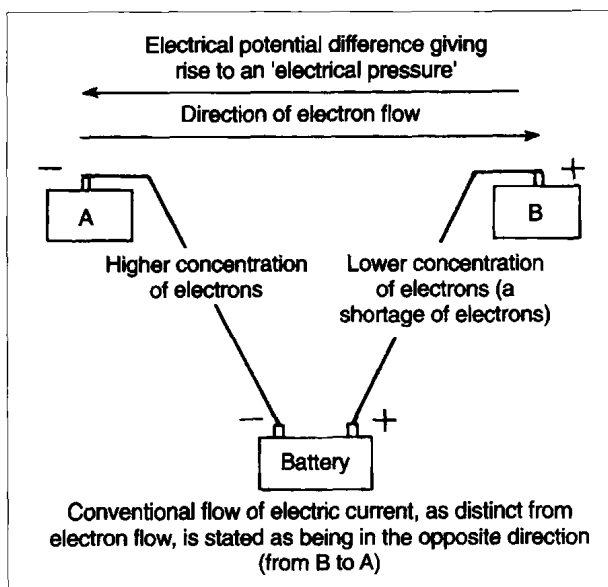 Electrical potential difference giving
rise to an 'electrical pressure'
Direction of electron flow
− +
A B
Higher concentration
of electrons
Lower concentration
of electrons (a
shortage of electrons)
− +
Battery
Conventional flow of electric current, as distinct from
electron flow, is stated as being in the opposite direction
(from B to A)